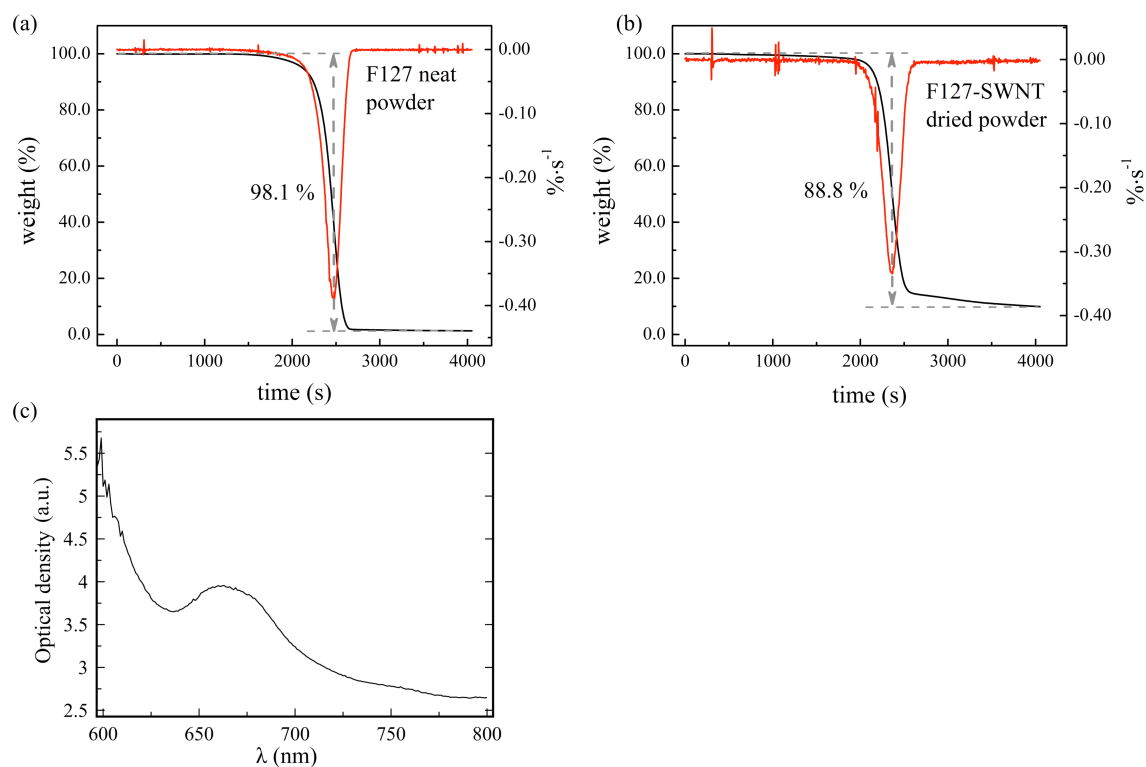 (a)
100.0
80.0
60.0
40.0
20.0
0.0
weight (%)
0.00
-0.10
-0.20
-0.30
-0.40
%·s-1
F127 neat
powder
98.1 %
0 1000 2000 3000 4000
time (s)
(b)
100.0
80.0
60.0
40.0
20.0
0.0
weight (%)
0.00
-0.10
-0.20
-0.30
-0.40
%·s-1
F127-SWNT
dried powder
88.8 %
0 1000 2000 3000 4000
time (s)
(c)
5.5
5
4.5
4
3.5
3
2.5
Optical density (a.u.)
600 650 700 750 800
λ (nm)